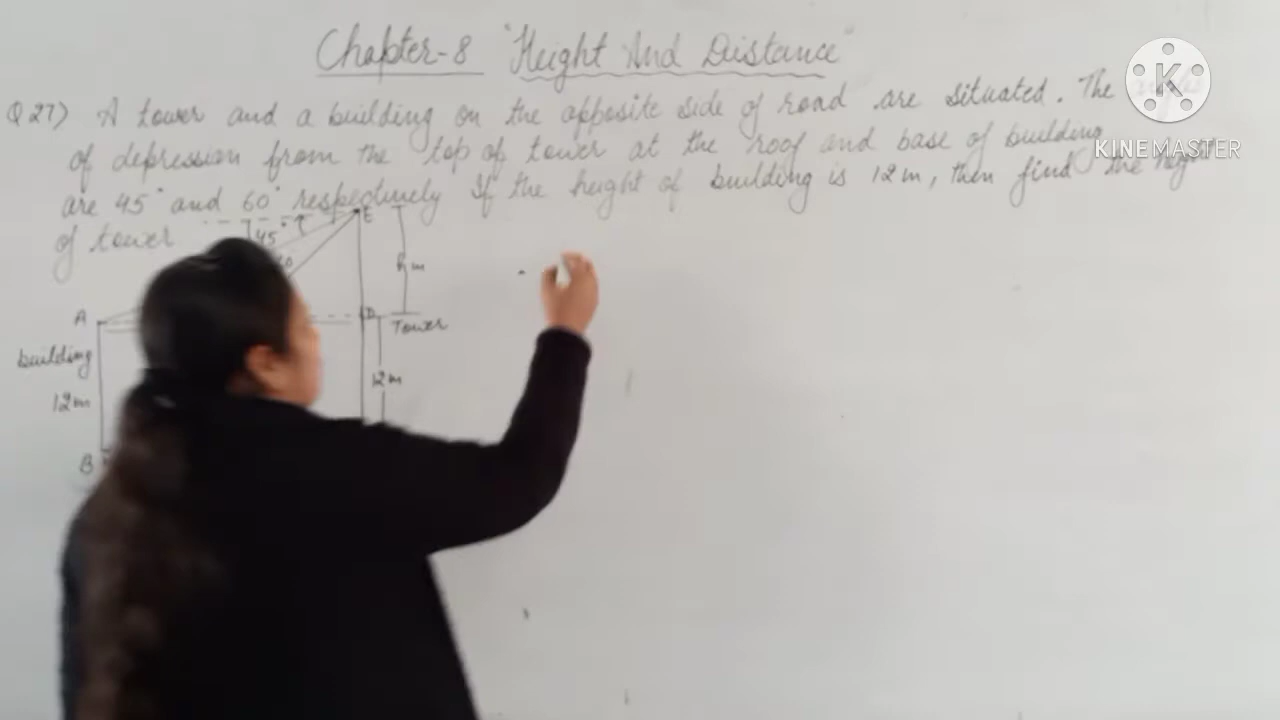 Chapter-8 "Height And Distance"
Q 27) A tower and a building on the opposite side of road are situated. The
of depression from the top of tower at the roof and base of building
are 45° and 60° respectively If the height of building is 12 m, then find the
of tower
45°
E
60
h m
A
D
Tower
building
12 m
12 m
B
K
KINEMASTER